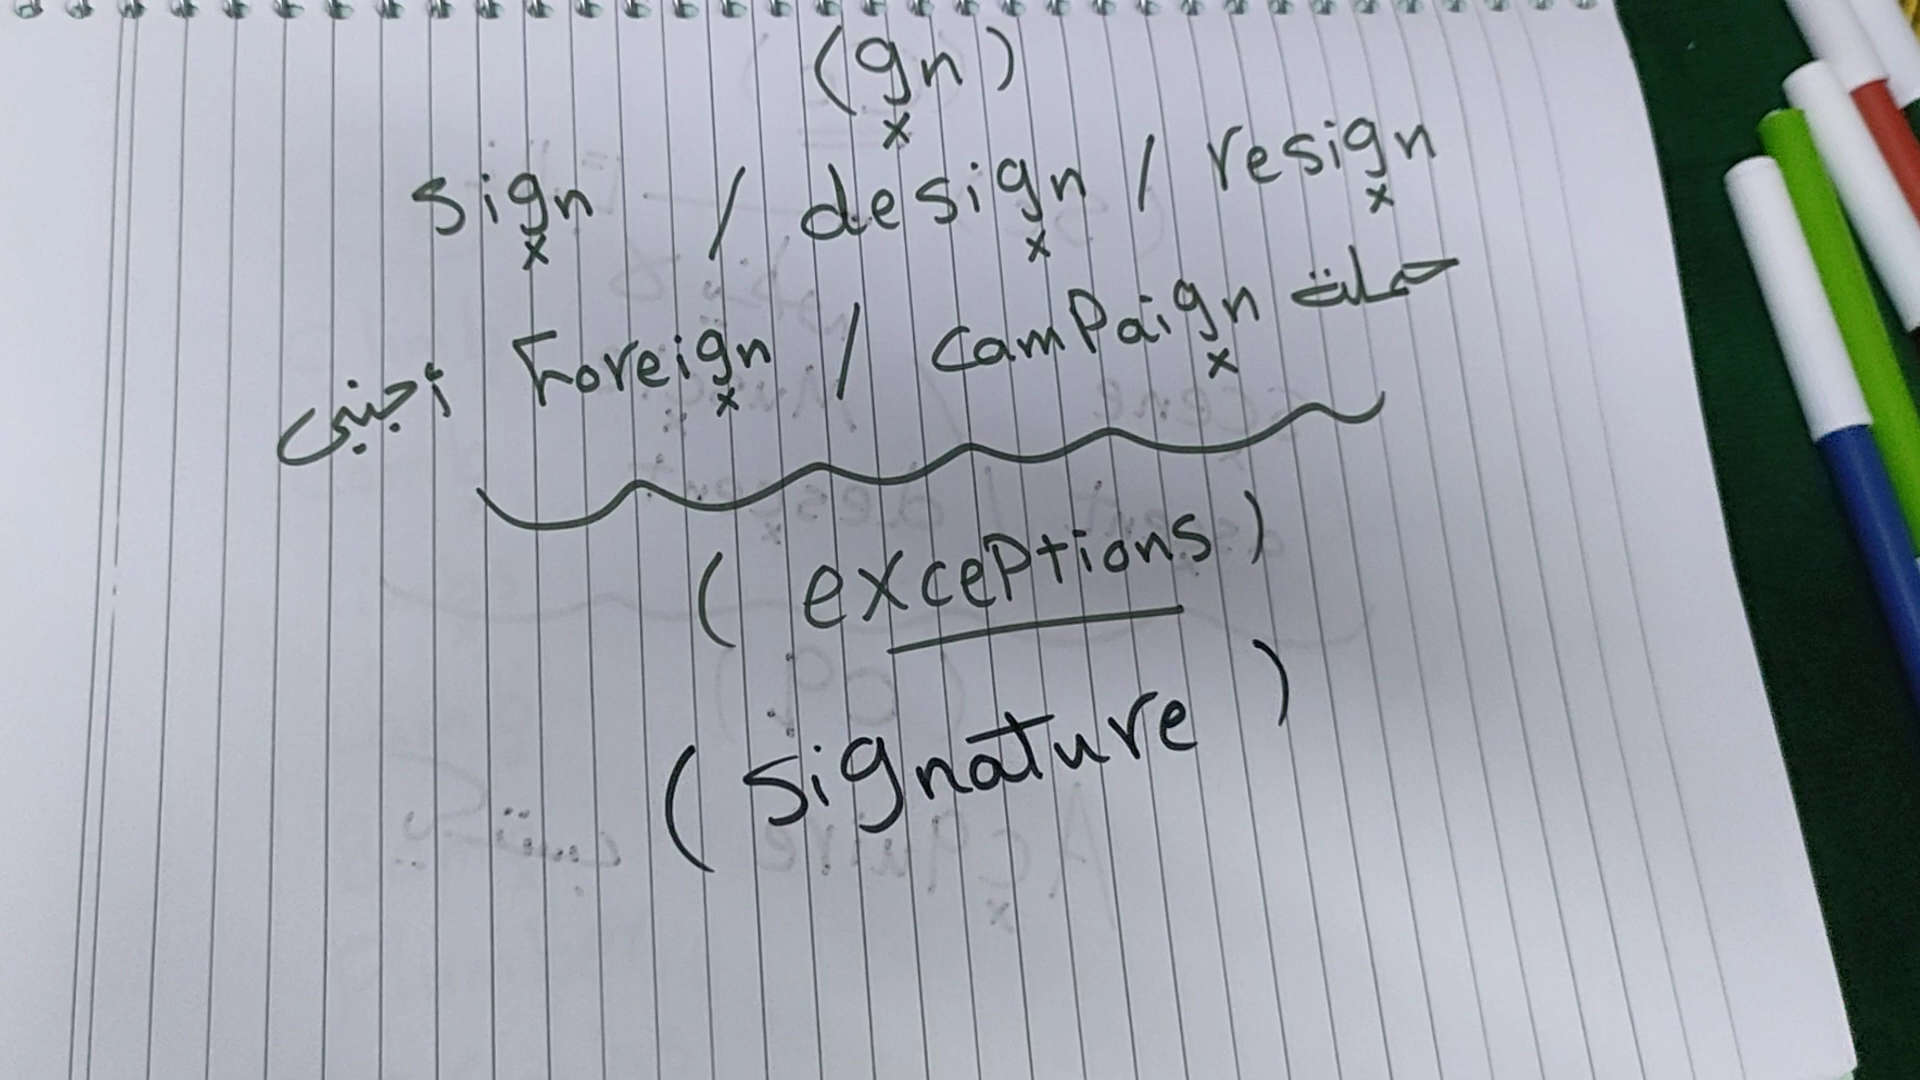 (gn)
x
sign / design / resign
x x x
أجنبي Foreign / camPaign حملة
x x
(excePtions)
(signature)